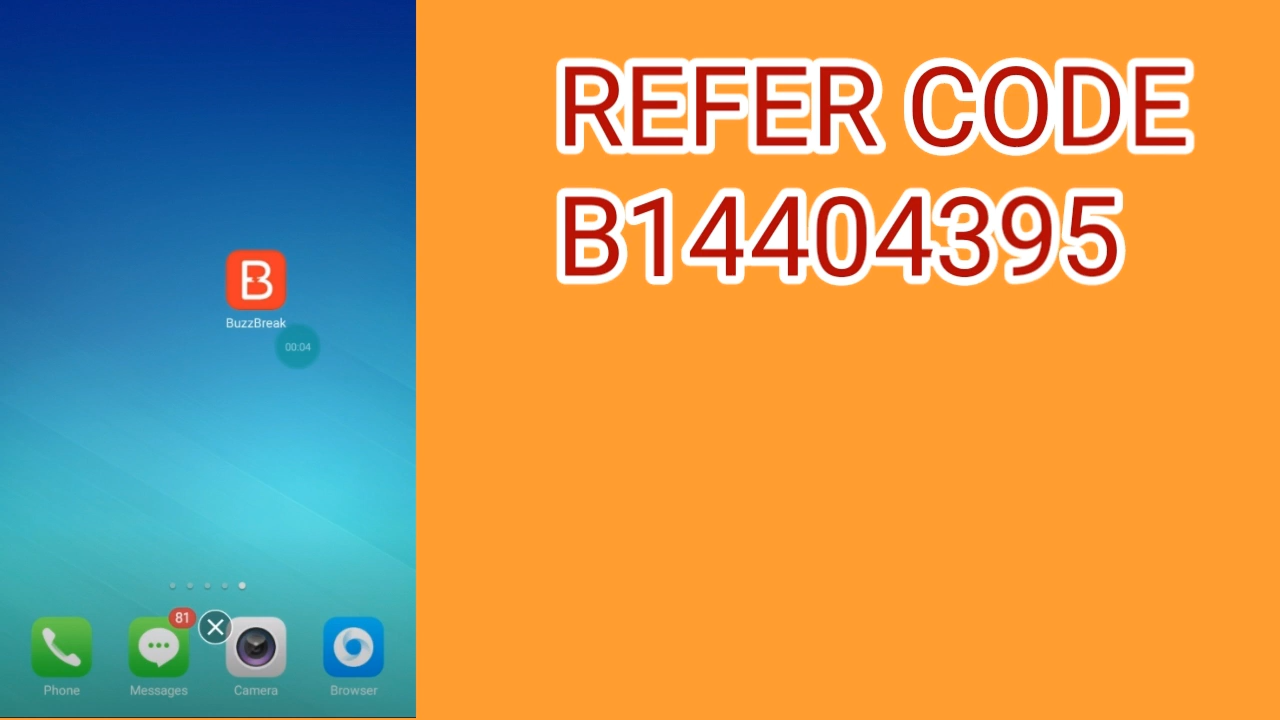 REFER CODE
B14404395
B
BuzzBreak
00:04
81
Phone
Messages
Camera
Browser